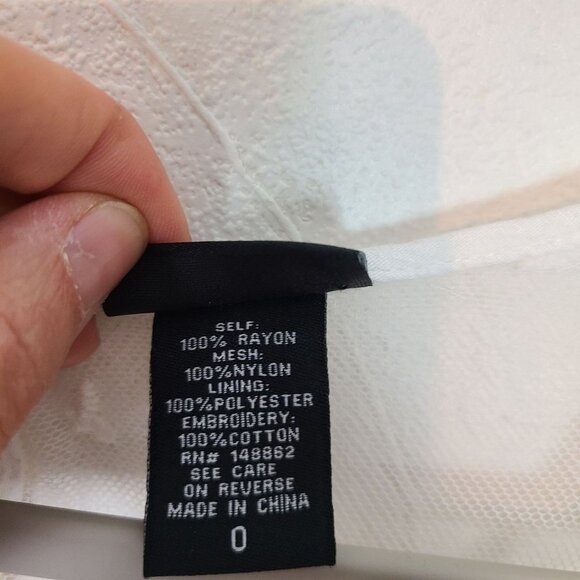 SELF:
100% RAYON
MESH:
100%NYLON
LINING:
100%POLYESTER
EMBROIDERY:
100%COTTON
RN# 148862
SEE CARE
ON REVERSE
MADE IN CHINA
0